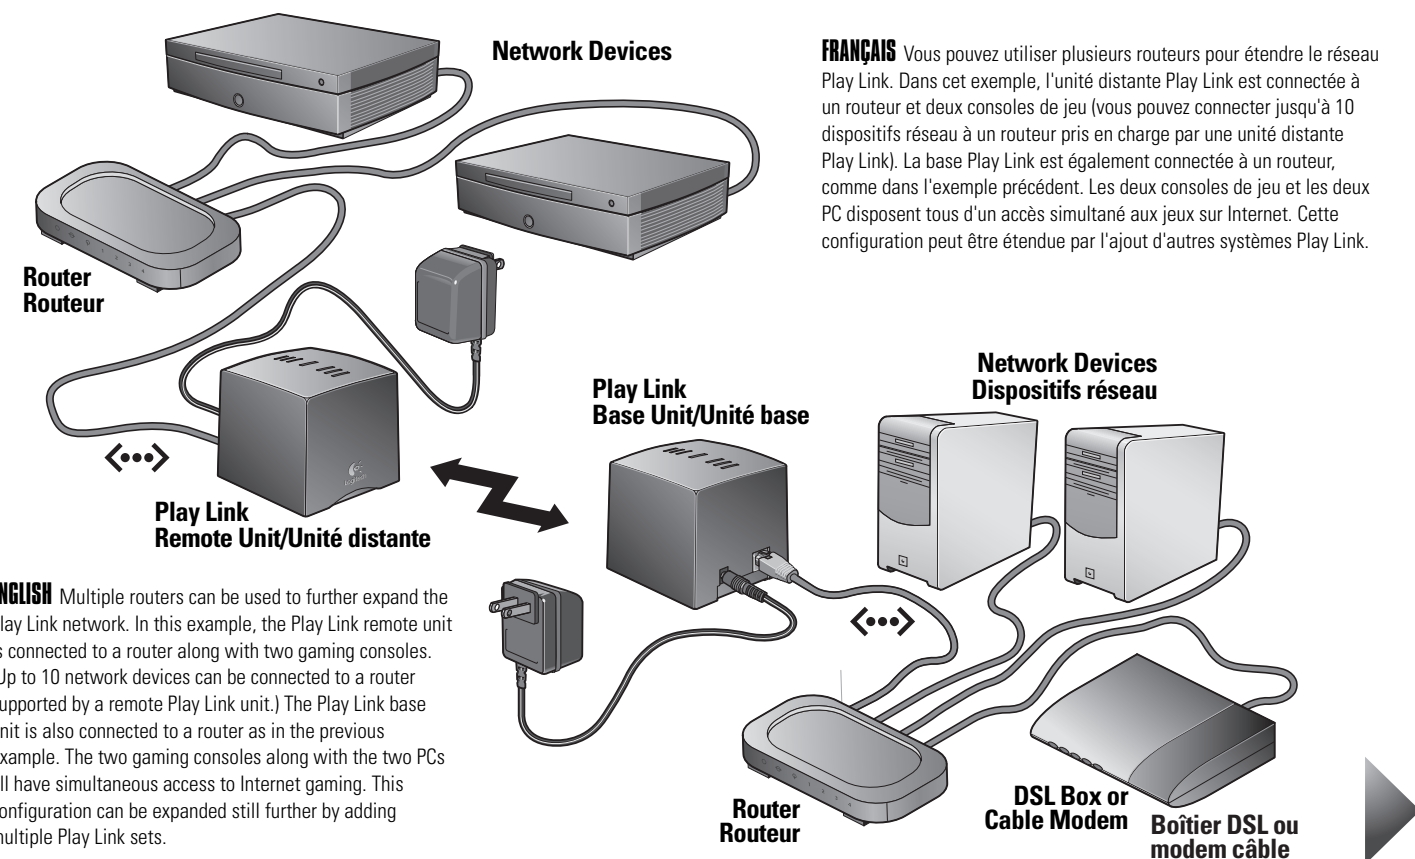 Network Devices
FRANÇAIS Vous pouvez utiliser plusieurs routeurs pour étendre le réseau
Play Link. Dans cet exemple, l'unité distante Play Link est connectée à
un routeur et deux consoles de jeu (vous pouvez connecter jusqu'à 10
dispositifs réseau à un routeur pris en charge par une unité distante
Play Link). La base Play Link est également connectée à un routeur,
comme dans l'exemple précédent. Les deux consoles de jeu et les deux
PC disposent tous d'un accès simultané aux jeux sur Internet. Cette
configuration peut être étendue par l'ajout d'autres systèmes Play Link.
Router
Routeur
Network Devices
Dispositifs réseau
Play Link
Base Unit/Unité base
Logitech
Play Link
Remote Unit/Unité distante
NGLISH Multiple routers can be used to further expand the
lay Link network. In this example, the Play Link remote unit
s connected to a router along with two gaming consoles.
Up to 10 network devices can be connected to a router
upported by a remote Play Link unit.) The Play Link base
nit is also connected to a router as in the previous
xample. The two gaming consoles along with the two PCs
ll have simultaneous access to Internet gaming. This
onfiguration can be expanded still further by adding
ultiple Play Link sets.
Router
Routeur
DSL Box or
Cable Modem
Boîtier DSL ou
modem câble